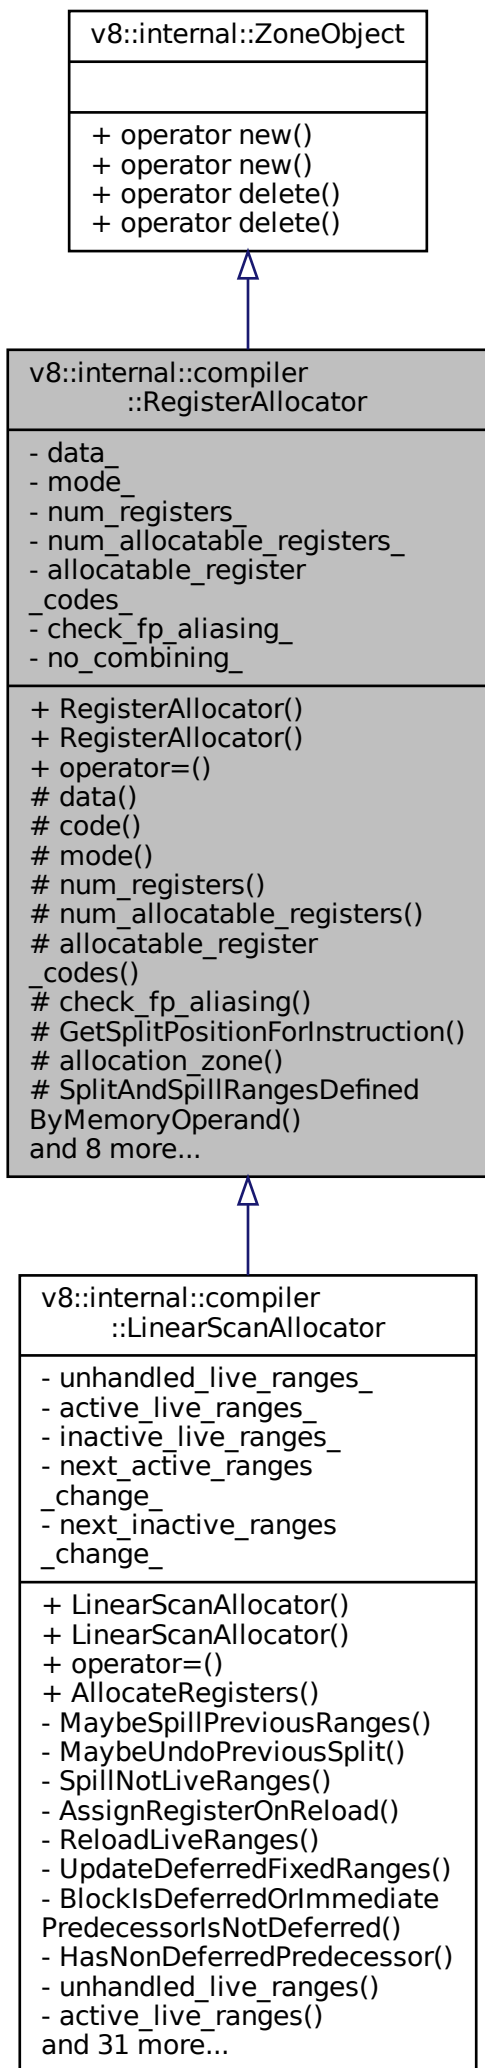 v8::internal::ZoneObject
+ operator new()
+ operator new()
+ operator delete()
+ operator delete()
v8::internal::compiler
::RegisterAllocator
- data_
- mode_
- num_registers_
- num_allocatable_registers_
- allocatable_register
_codes_
- check_fp_aliasing_
- no_combining_
+ RegisterAllocator()
+ RegisterAllocator()
+ operator=()
# data()
# code()
# mode()
# num_registers()
# num_allocatable_registers()
# allocatable_register
_codes()
# check_fp_aliasing()
# GetSplitPositionForInstruction()
# allocation_zone()
# SplitAndSpillRangesDefined
ByMemoryOperand()
and 8 more...
v8::internal::compiler
::LinearScanAllocator
- unhandled_live_ranges_
- active_live_ranges_
- inactive_live_ranges_
- next_active_ranges
_change_
- next_inactive_ranges
_change_
+ LinearScanAllocator()
+ LinearScanAllocator()
+ operator=()
+ AllocateRegisters()
- MaybeSpillPreviousRanges()
- MaybeUndoPreviousSplit()
- SpillNotLiveRanges()
- AssignRegisterOnReload()
- ReloadLiveRanges()
- UpdateDeferredFixedRanges()
- BlockIsDeferredOrImmediate
PredecessorIsNotDeferred()
- HasNonDeferredPredecessor()
- unhandled_live_ranges()
- active_live_ranges()
and 31 more...